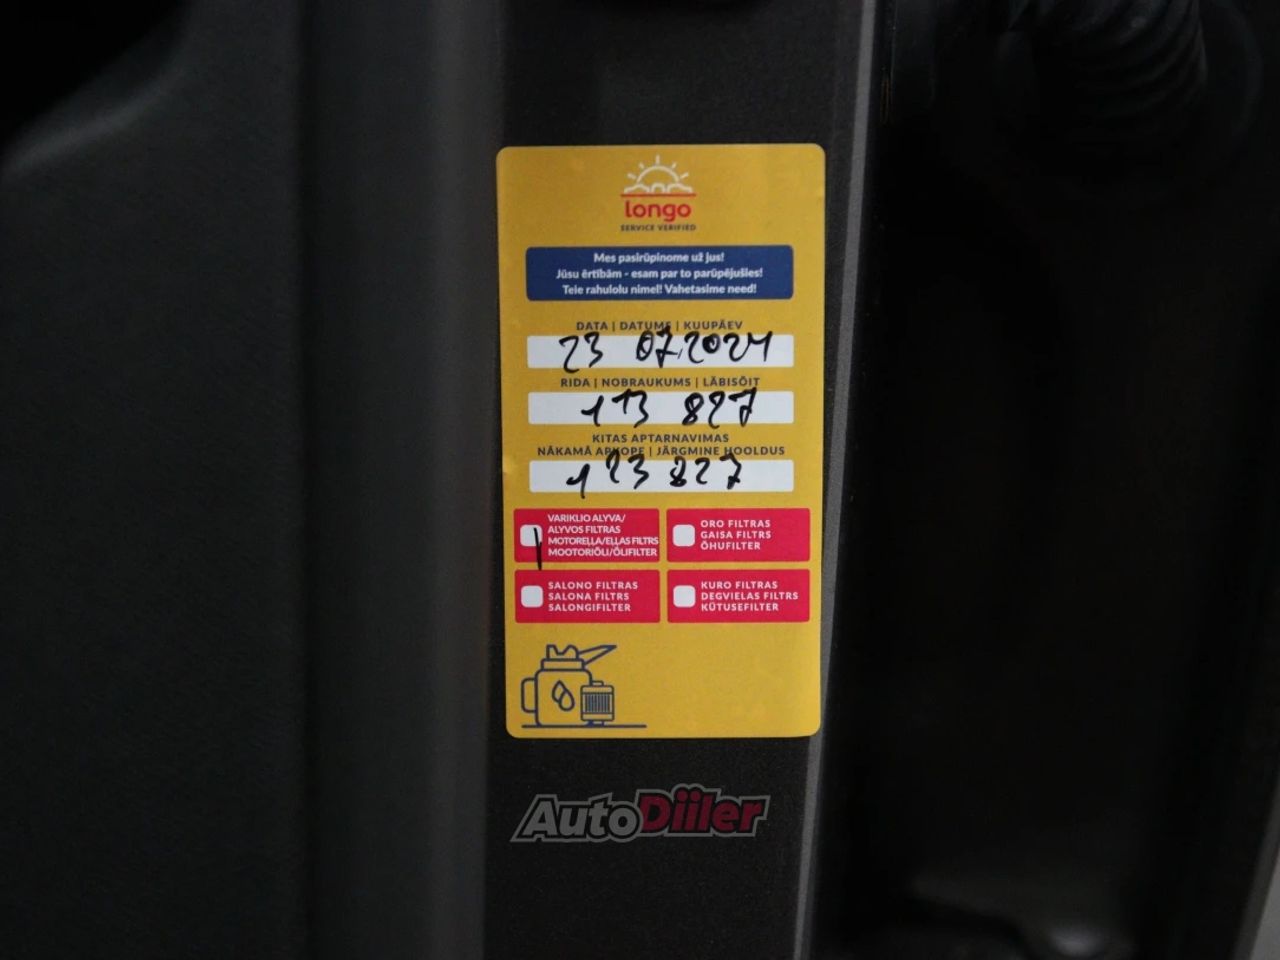 longo
SERVICE VERIFIED
Mes pasirūpinome už jus!
Jūsu ērtībām - esam par to parūpējušies!
Teie rahulolu nimel! Vahetasime need!
DATA | DATUMS | KUUPÄEV
23 07.2024
RIDA | NOBRAUKUMS | LÄBISÕIT
113 827
KITAS APTARNAVIMAS
NĀKAMĀ APKOPE | JÄRGMINE HOOLDUS
123 827
VARIKLIO ALYVA/
ALYVOS FILTRAS
MOTOREĻĻA/EĻĻAS FILTRS
MOOTORIÕLI/ÕLIFILTER
ORO FILTRAS
GAISA FILTRS
ÕHUFILTER
SALONO FILTRAS
SALONA FILTRS
SALONGIFILTER
KURO FILTRAS
DEGVIELAS FILTRS
KÜTUSEFILTER
AutoDiiler